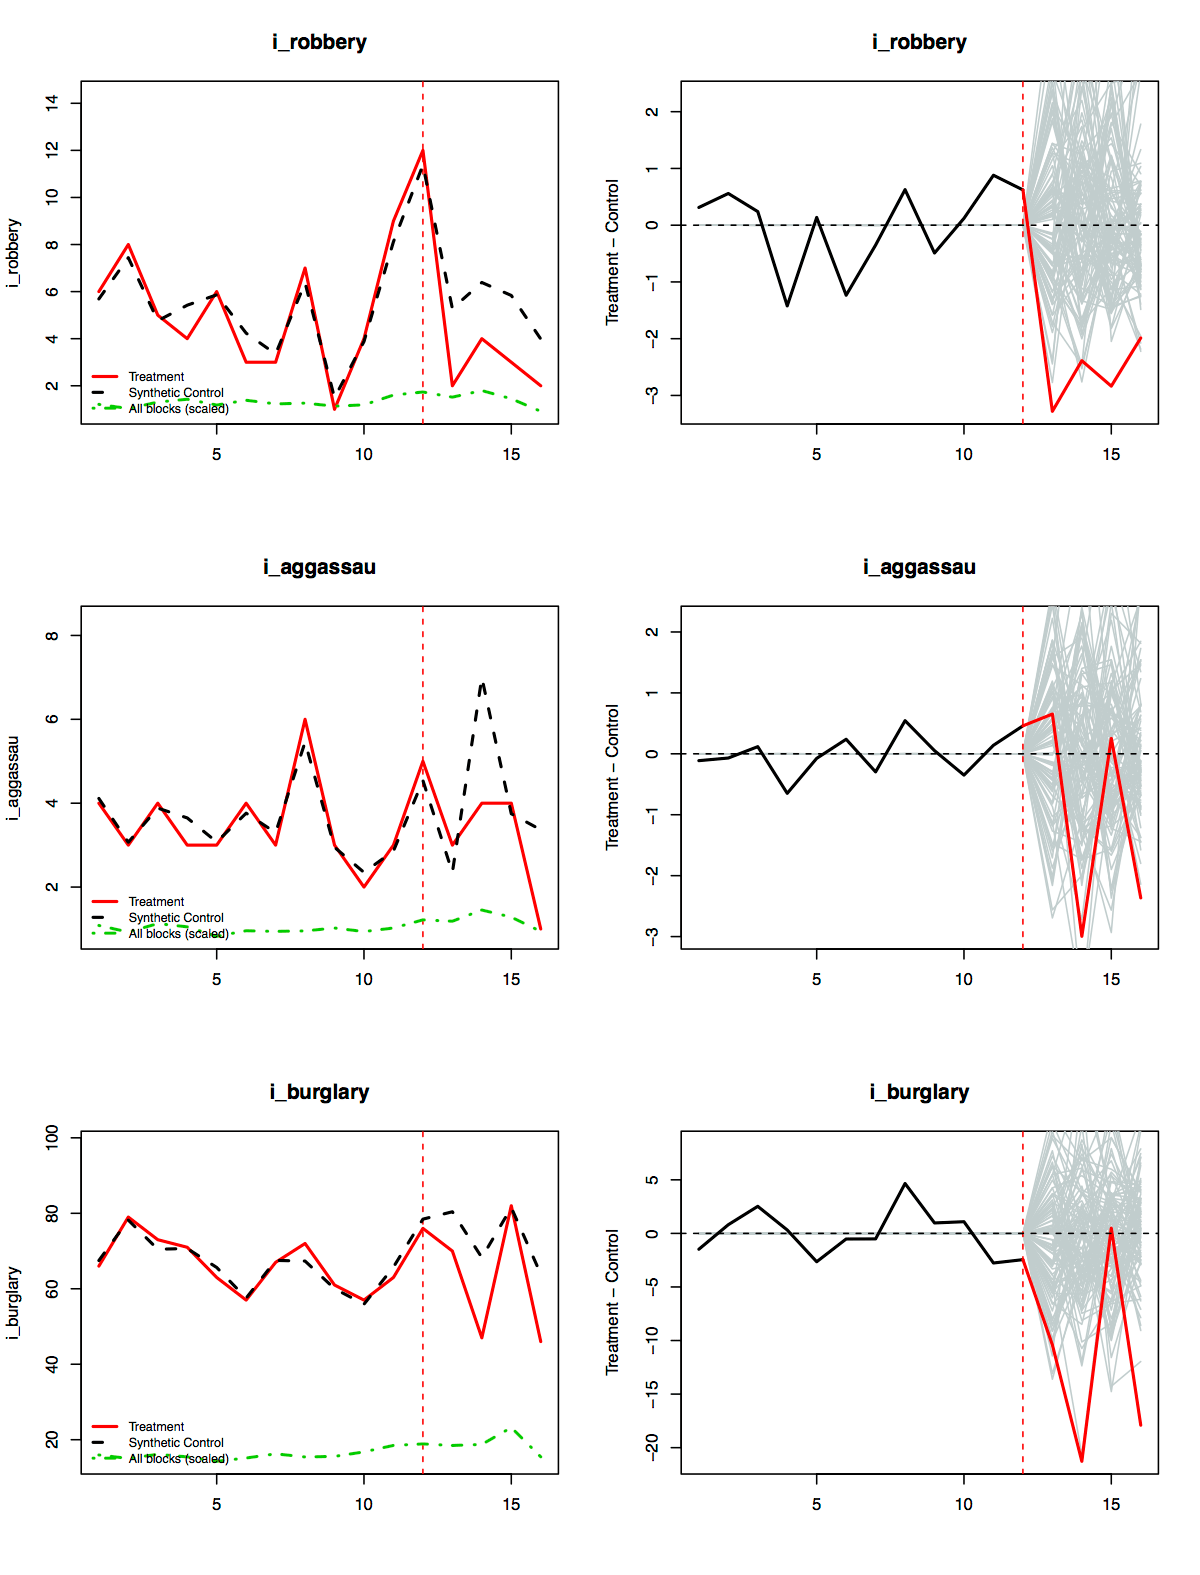 i_robbery
i_robbery
14
12
10
8
6
4
2
i_robbery
Treatment
Synthetic Control
All blocks (scaled)
5
10
15
2
1
0
−1
−2
−3
Treatment − Control
5
10
15
i_aggassau
i_aggassau
8
6
4
2
i_aggassau
Treatment
Synthetic Control
All blocks (scaled)
5
10
15
2
1
0
−1
−2
−3
Treatment − Control
5
10
15
i_burglary
i_burglary
100
80
60
40
20
i_burglary
Treatment
Synthetic Control
All blocks (scaled)
5
10
15
5
0
−5
−10
−15
−20
Treatment − Control
5
10
15